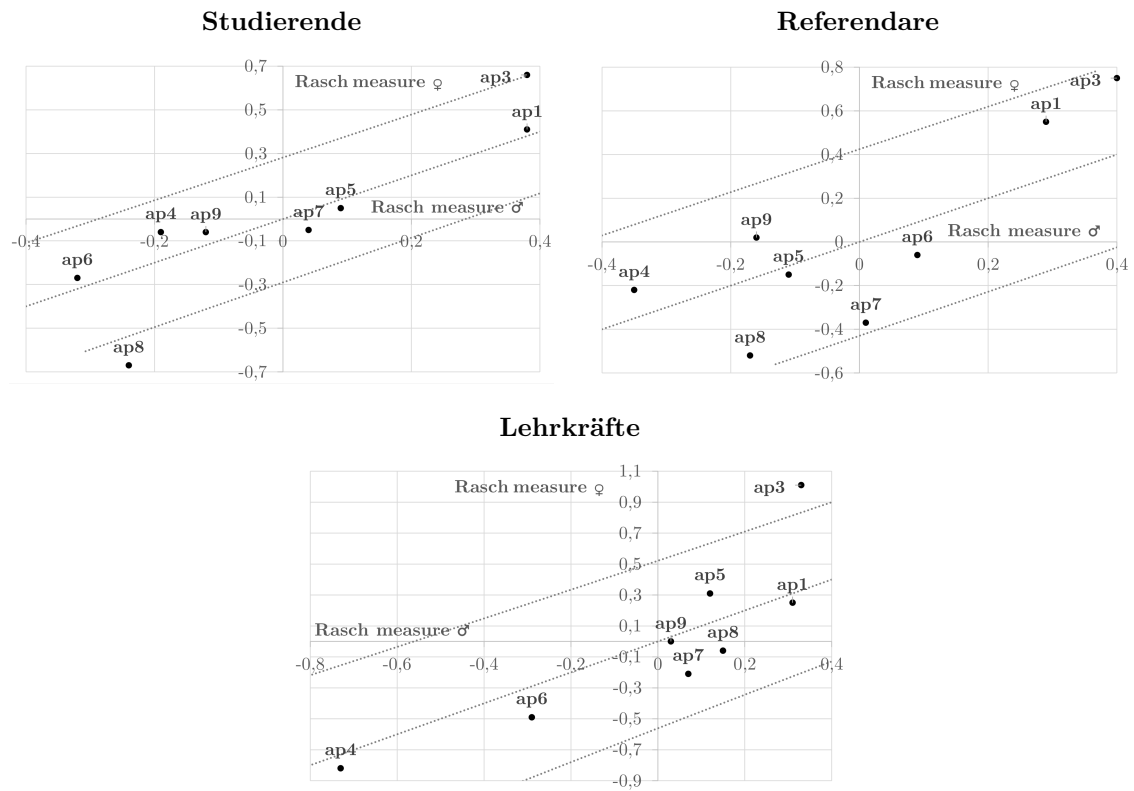 Studierende
0,7
Rasch measure ♀
ap3
0,5
ap1
0,3
ap5
0,1
ap4 ap9 ap7 Rasch measure ♂
-0,4 -0,2 -0,1 0 0,2 0,4
ap6
-0,3
-0,5
ap8
-0,7
Referendare
0,8
Rasch measure ♀
ap3
0,6
ap1
0,4
0,2
ap9
ap6 Rasch measure ♂
0
ap5
-0,4 -0,2 0 0,2 0,4
ap4
-0,2
ap7
-0,4
ap8
-0,6
Lehrkräfte
1,1
Rasch measure ♀
ap3
0,9
0,7
0,5
ap5
ap1
0,3
ap9
Rasch measure ♂
0,1
ap8
ap7
-0,1
-0,8 -0,6 -0,4 -0,2 0 0,2 0,4
-0,3
ap6
-0,5
-0,7
ap4
-0,9